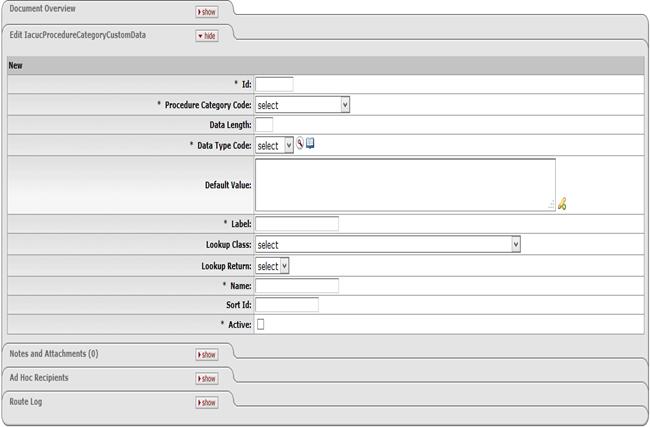 Document Overview show
Edit IacucProcedureCategoryCustomData hide
New
* Id:
* Procedure Category Code: select
Data Length:
* Data Type Code: select
Default Value:
* Label:
Lookup Class: select
Lookup Return: select
* Name:
Sort Id:
* Active:
Notes and Attachments (0) show
Ad Hoc Recipients show
Route Log show